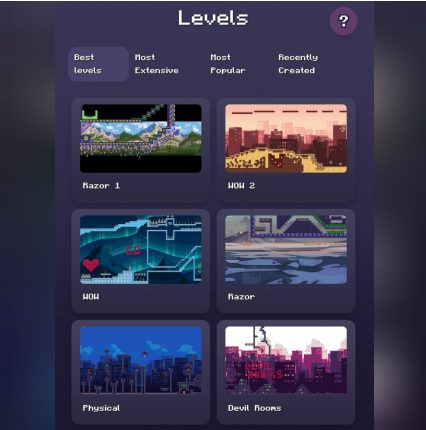 Levels
?
Best levels
Most Extensive
Most Popular
Recently Created
Razor 1
WOW 2
WOW
Razor
Physical
Devil Rooms